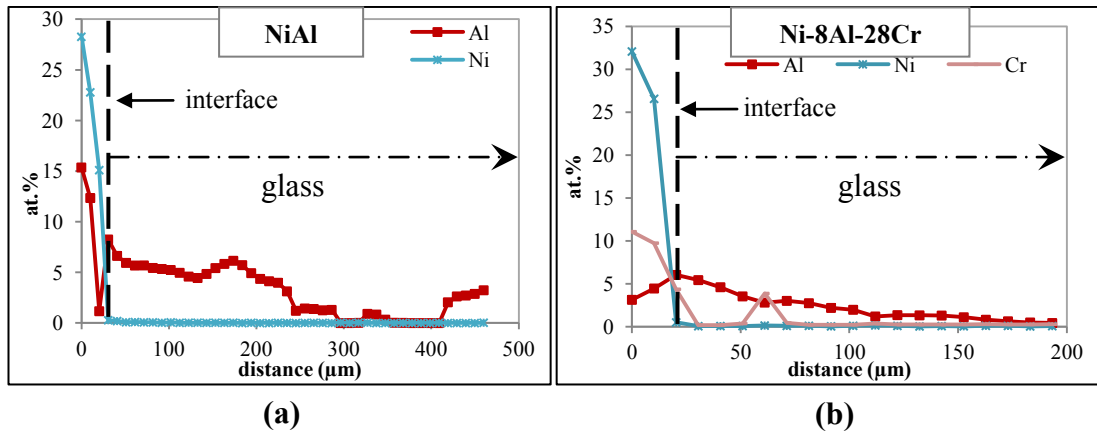 NiAl
Al
Ni
30
25
20
15
10
5
0
at.%
interface
glass
0 100 200 300 400 500
distance (µm)
(a)
Ni-8Al-28Cr
Al Ni Cr
35
30
25
20
15
10
5
0
at.%
interface
glass
0 50 100 150 200
distance (µm)
(b)